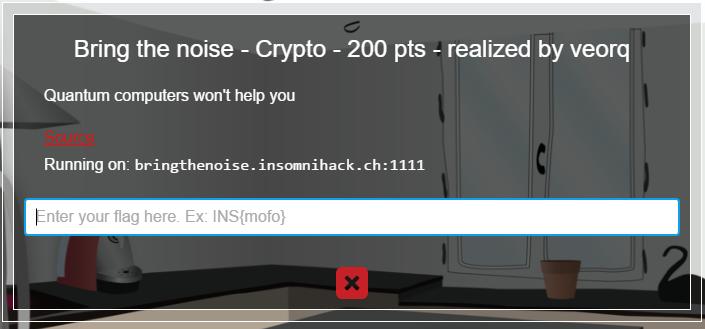 Bring the noise - Crypto - 200 pts - realized by veorq
Quantum computers won't help you
Source
Running on: bringthenoise.insomnihack.ch:1111
Enter your flag here. Ex: INS{mofo}